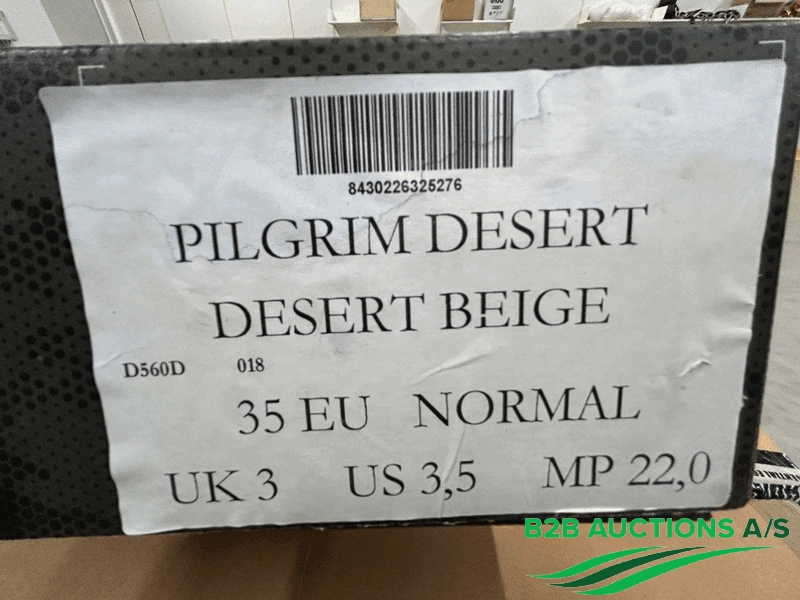 8430226325276
PILGRIM DESERT
DESERT BEIGE
D560D 018
35 EU NORMAL
UK 3 US 3,5 MP 22,0
B2B AUCTIONS A/S